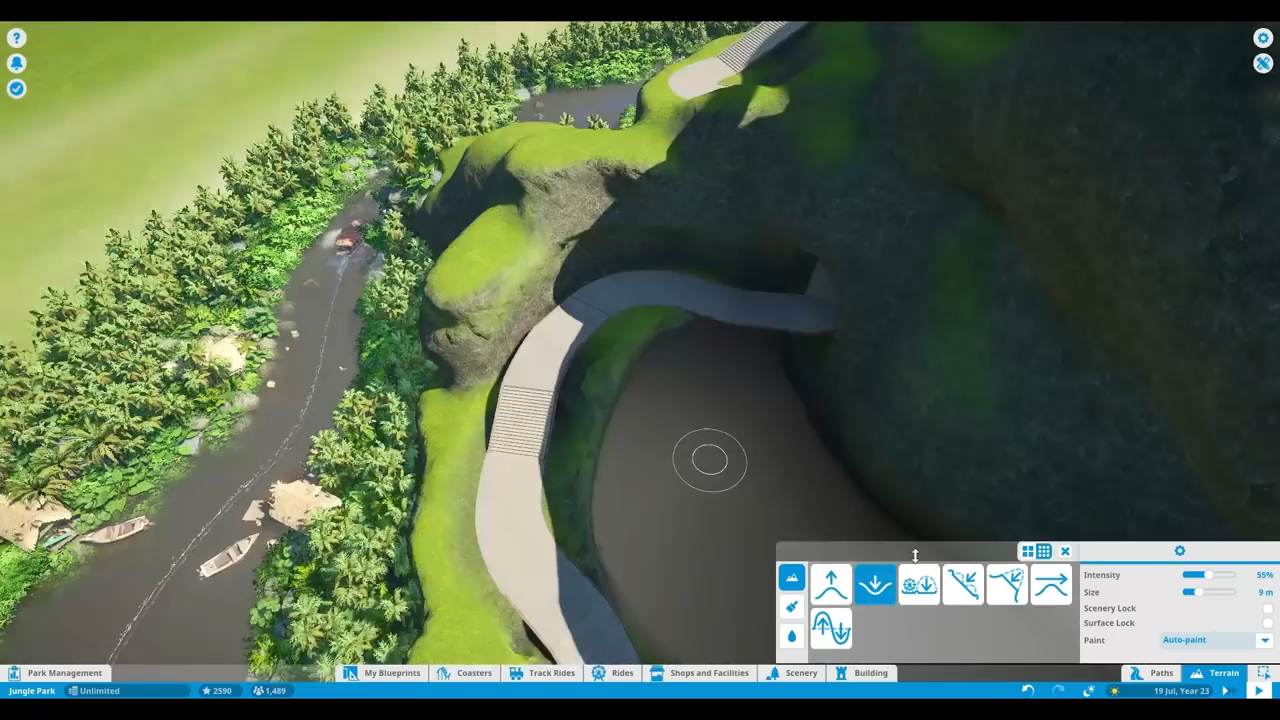 ?
Intensity 55%
Size 9 m
Scenery Lock
Surface Lock
Paint Auto-paint
Park Management My Blueprints Coasters Track Rides Rides Shops and Facilities Scenery Building Paths Terrain
Jungle Park Unlimited 2590 1,489 19 Jul, Year 23